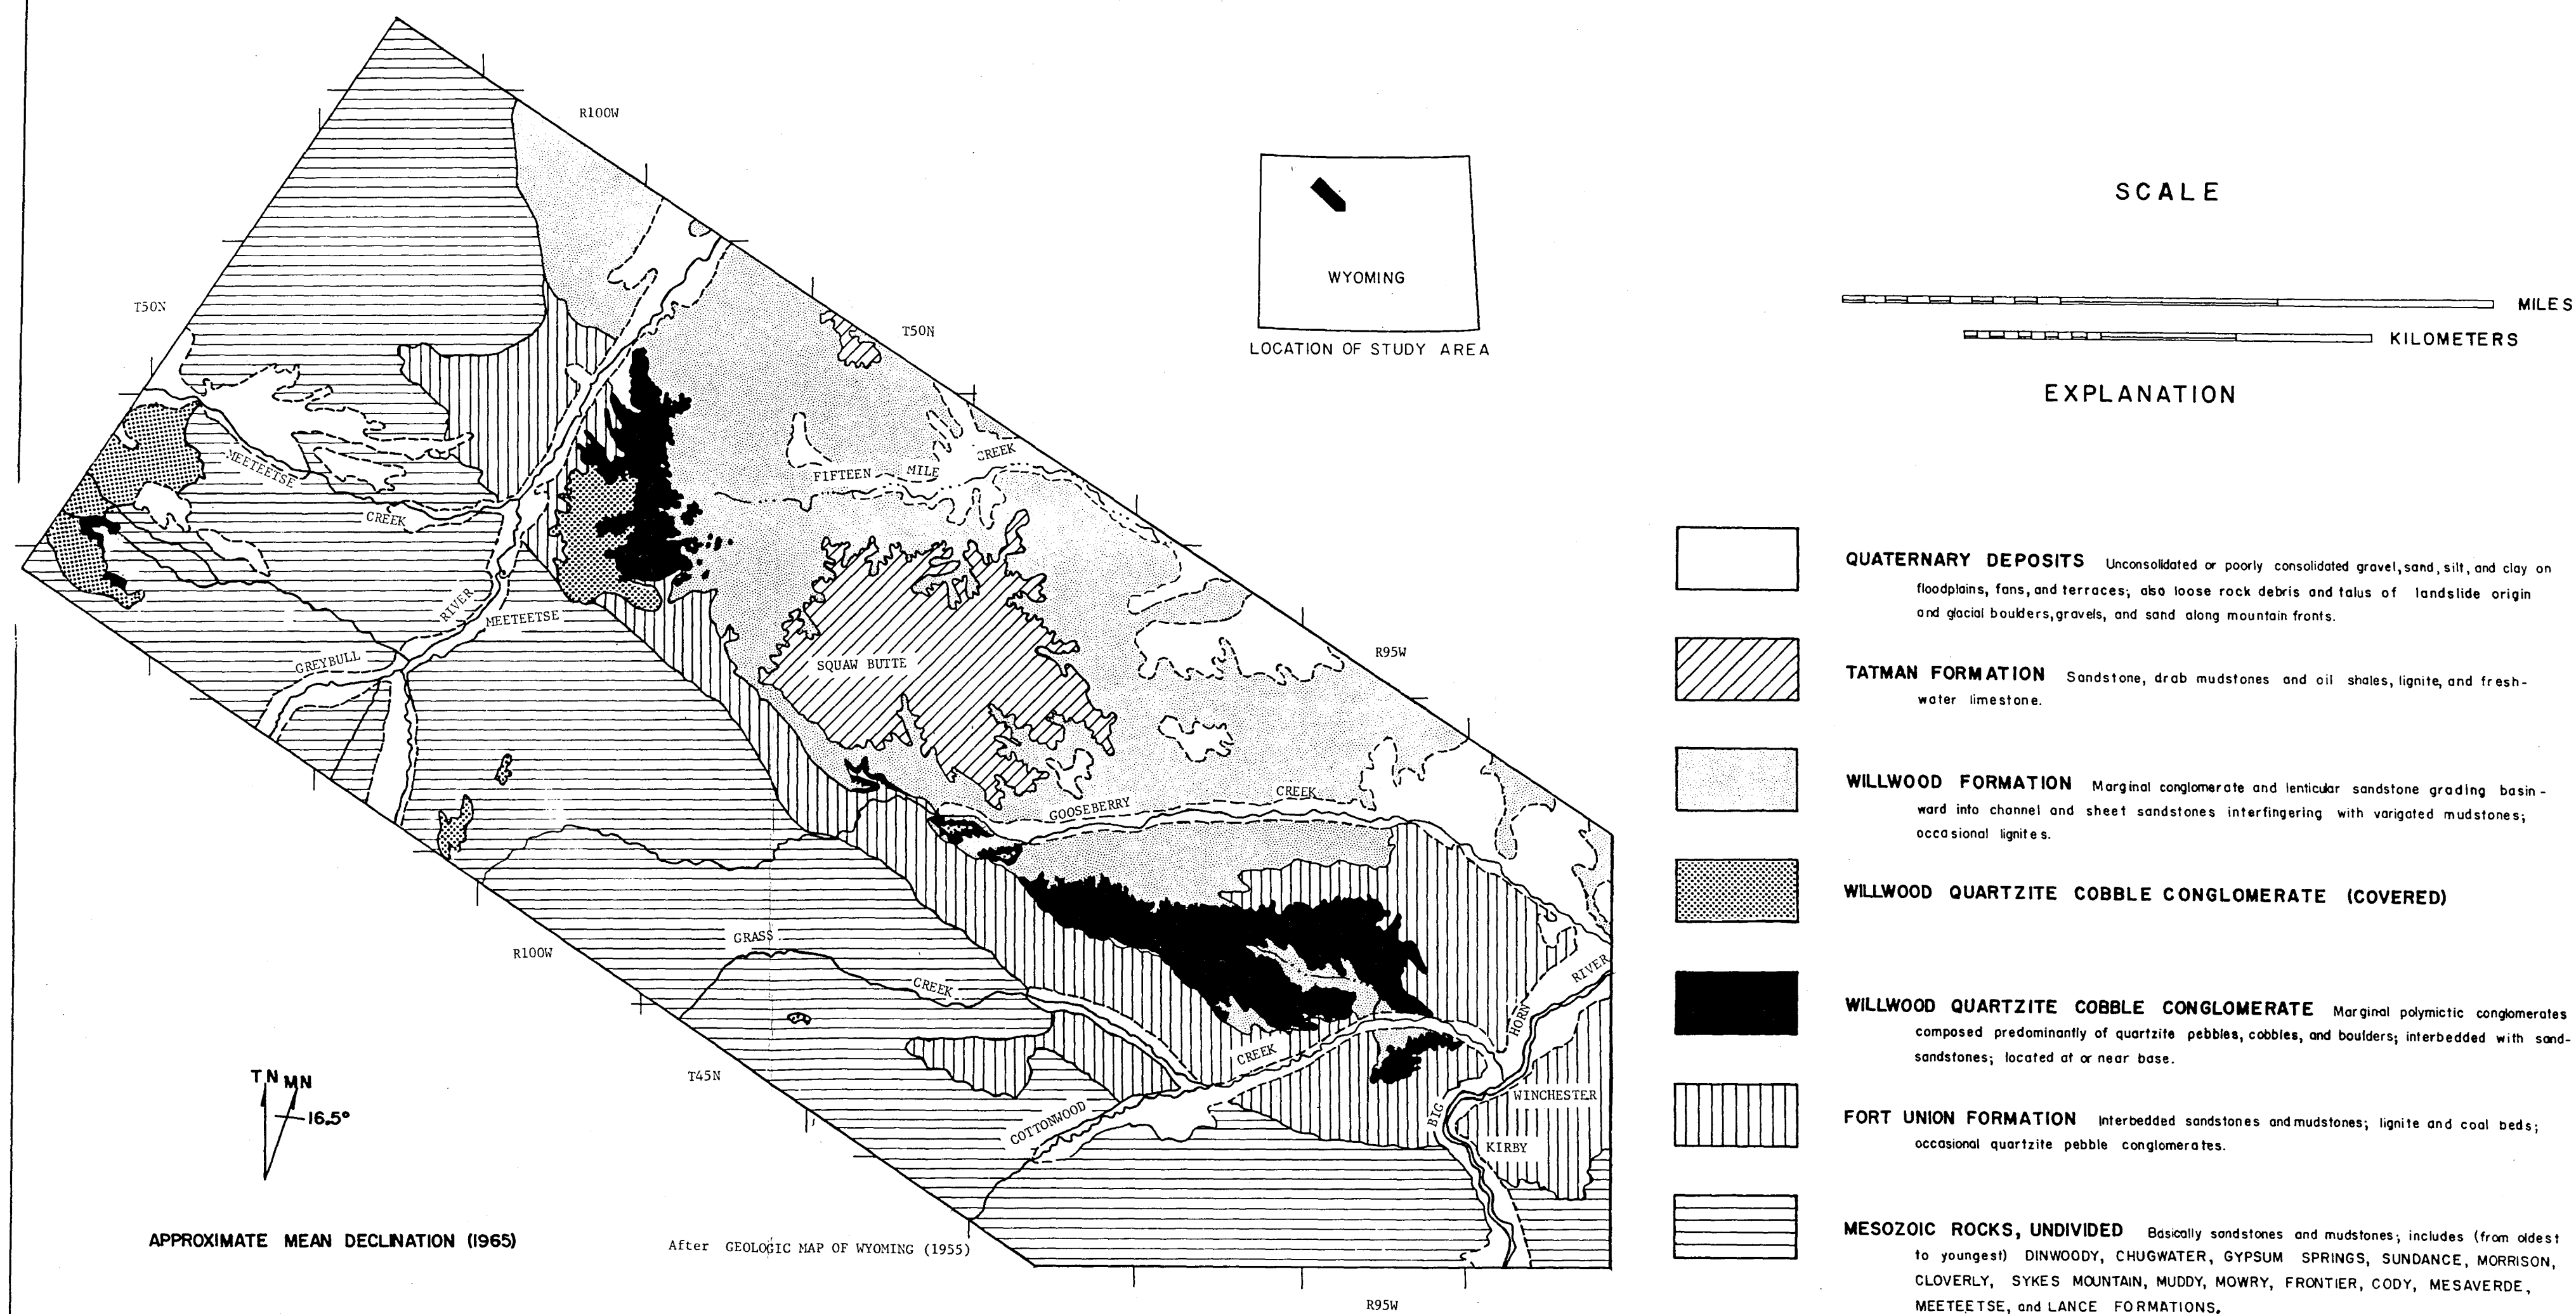 R100W
T50N
T50N
WYOMING
LOCATION OF STUDY AREA
MEETEETSE
CREEK
FIFTEEN MILE CREEK
RIVER
MEETEETSE
GREYBULL
SQUAW BUTTE
R95W
GOOSEBERRY CREEK
GRASS
CREEK
R100W
T45N
COTTONWOOD
CREEK
BIG
HORN
RIVER
WINCHESTER
KIRBY
R95W
TN MN
16.5°
APPROXIMATE MEAN DECLINATION (1965)
After GEOLOGIC MAP OF WYOMING (1955)
SCALE
MILES
KILOMETERS
EXPLANATION
QUATERNARY DEPOSITS Unconsolidated or poorly consolidated gravel, sand, silt, and clay on
floodplains, fans, and terraces; also loose rock debris and talus of landslide origin
and glacial boulders, gravels, and sand along mountain fronts.
TATMAN FORMATION Sandstone, drab mudstones and oil shales, lignite, and fresh-
water limestone.
WILLWOOD FORMATION Marginal conglomerate and lenticular sandstone grading basin-
ward into channel and sheet sandstones interfingering with varigated mudstones;
occasional lignites.
WILLWOOD QUARTZITE COBBLE CONGLOMERATE (COVERED)
WILLWOOD QUARTZITE COBBLE CONGLOMERATE Marginal polymictic conglomerates
composed predominantly of quartzite pebbles, cobbles, and boulders; interbedded with sand-
sandstones; located at or near base.
FORT UNION FORMATION Interbedded sandstones and mudstones; lignite and coal beds;
occasional quartzite pebble conglomerates.
MESOZOIC ROCKS, UNDIVIDED Basically sandstones and mudstones; includes (from oldest
to youngest) DINWOODY, CHUGWATER, GYPSUM SPRINGS, SUNDANCE, MORRISON,
CLOVERLY, SYKES MOUNTAIN, MUDDY, MOWRY, FRONTIER, CODY, MESAVERDE,
MEETEETSE, and LANCE FORMATIONS.